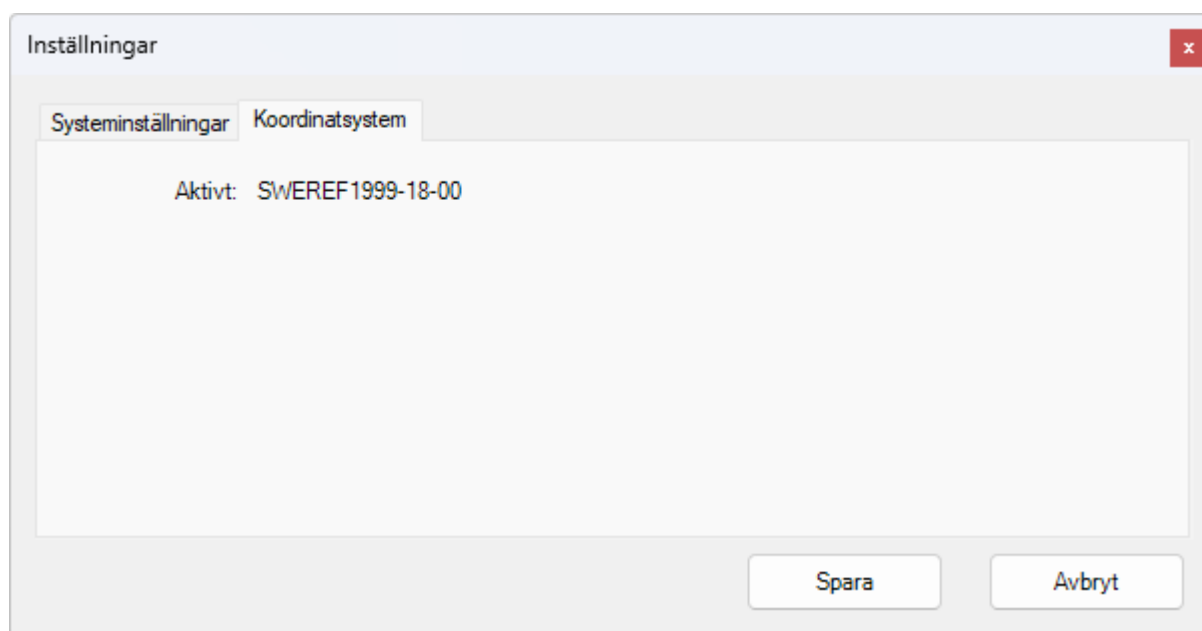 Inställningar
x
Systeminställningar Koordinatsystem
Aktivt: SWEREF1999-18-00
Spara Avbryt